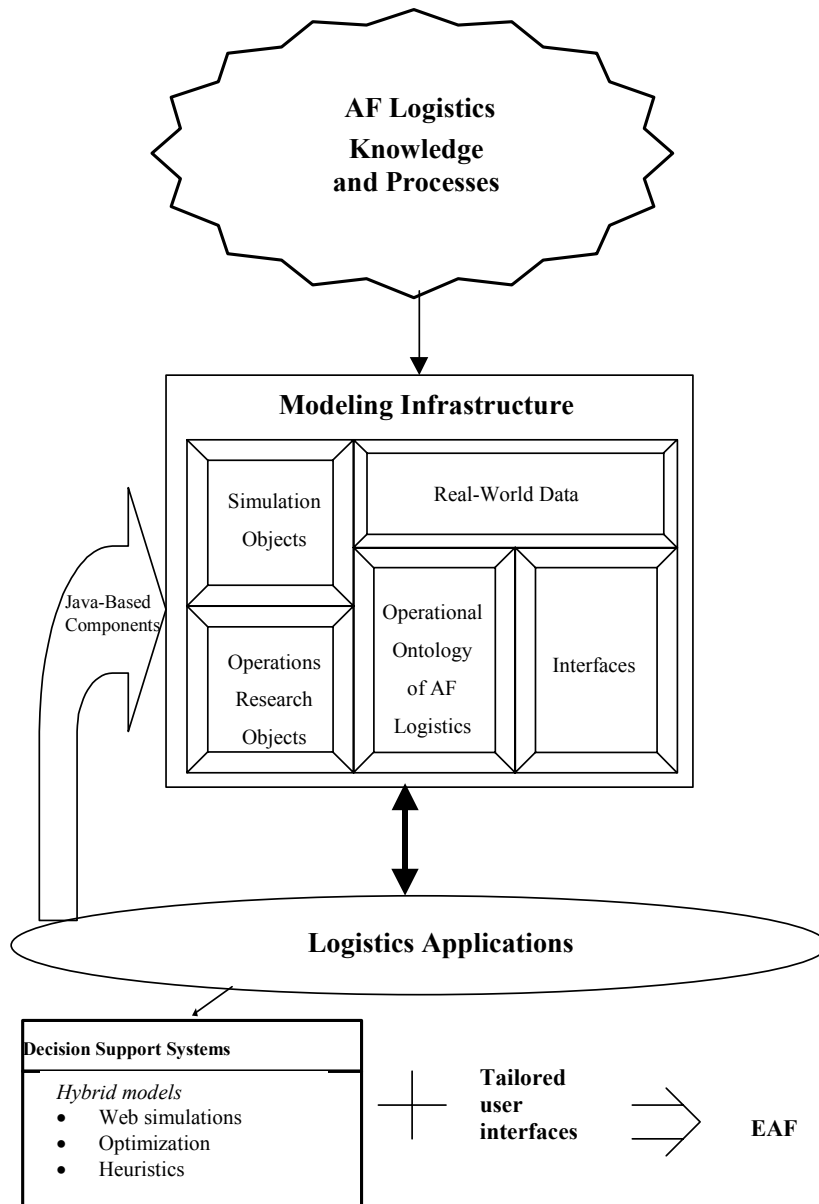 AF Logistics
Knowledge
and Processes
Modeling Infrastructure
Simulation
Objects
Real-World Data
Java-Based
Components
Operations
Research
Objects
Operational
Ontology
of AF
Logistics
Interfaces
Logistics Applications
Decision Support Systems
Hybrid models
• Web simulations
• Optimization
• Heuristics
Tailored
user
interfaces
EAF